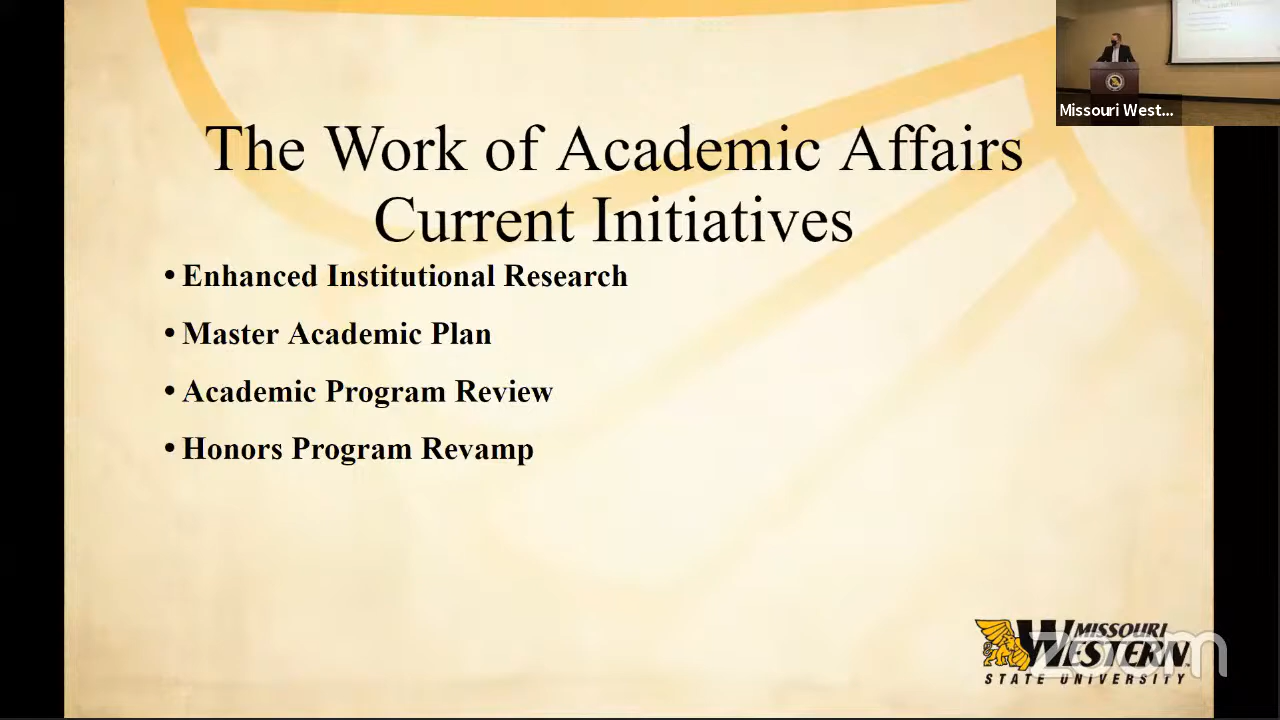 The Work of Academic Affairs
Current Initiatives
• Enhanced Institutional Research
• Master Academic Plan
• Academic Program Review
• Honors Program Revamp
Missouri West...
MISSOURI
WESTERN
STATE UNIVERSITY
zoom